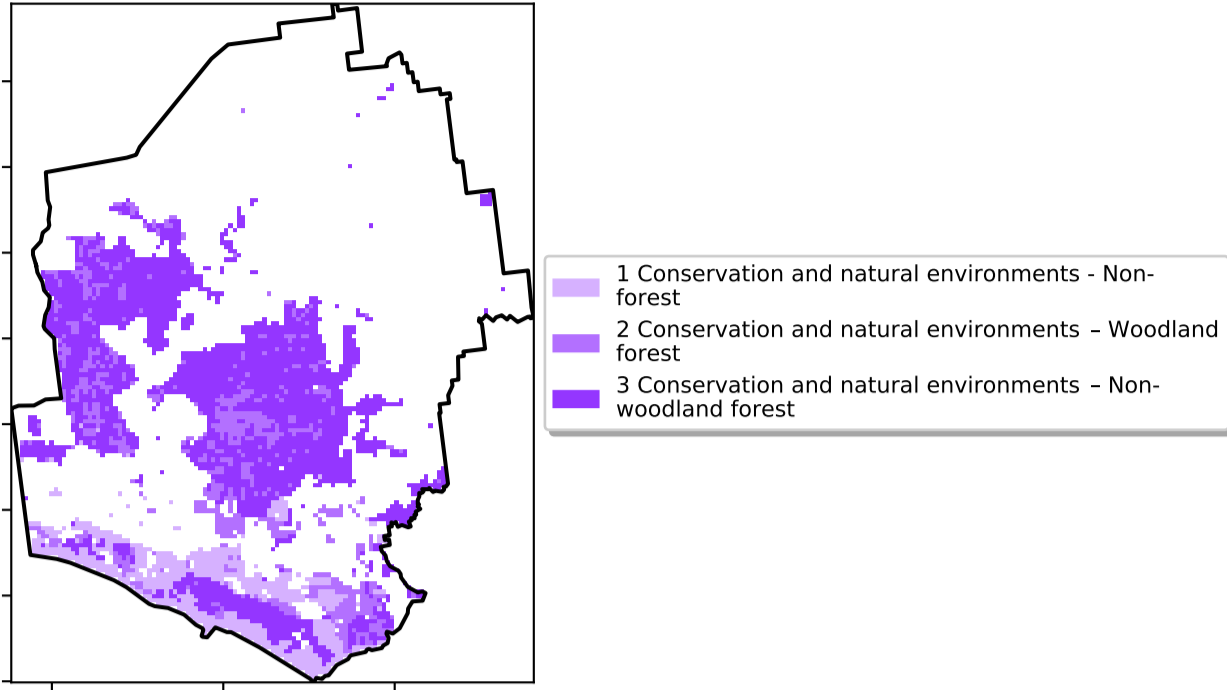 1 Conservation and natural environments - Non-
forest
2 Conservation and natural environments – Woodland
forest
3 Conservation and natural environments – Non-
woodland forest